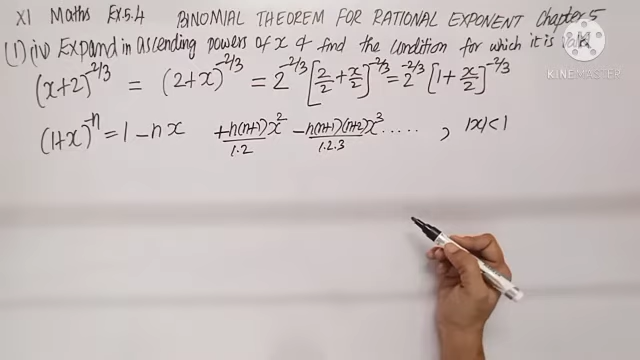 XI Maths Ex 5.4 BINOMIAL THEOREM FOR RATIONAL EXPONENT Chapter 5
(1) (iv) Expand in ascending powers of x & find the condition for which it is valid
KINEMASTER
(x+2)^{-2/3} = (2+x)^{-2/3} = 2^{-2/3} [2/2 + x/2]^{-2/3} = 2^{-2/3} [1 + x/2]^{-2/3}
(1+x)^{-n} = 1 - nx + n(n+1)x^2/1.2 - n(n+1)(n+2)x^3/1.2.3 ....., |x| < 1